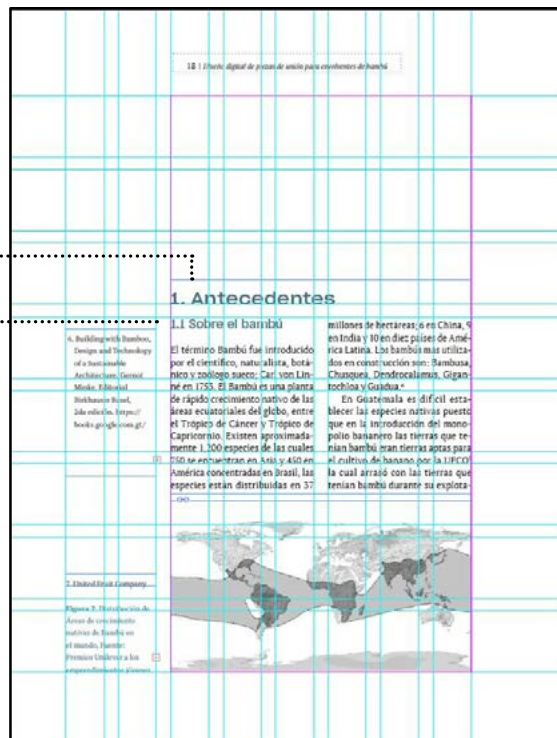 18 | Diseño digital de piezas de unión para envolventes de bambú
1. Antecedentes
1.1 Sobre el bambú
El término Bambú fue introducido
por el científico, naturalista, botá-
nico y zoólogo sueco; Carl von Lin-
né en 1753. El Bambú es una planta
de rápido crecimiento nativo de las
áreas ecuatoriales del globo, entre
el Trópico de Cáncer y Trópico de
Capricornio. Existen aproximada-
mente 1,200 especies de las cuales
750 se encuentran en Asia y 450 en
América concentradas en Brasil, las
especies están distribuidas en 37
millones de hectáreas; 6 en China, 9
en India y 10 en diez países de Amé-
rica Latina. Los bambús más utiliza-
dos en construcción son: Bambusa,
Chusquea, Dendrocalamus, Gigan-
tochloa y Guadua.⁶
En Guatemala es difícil esta-
blecer las especies nativas puesto
que en la introducción del mono-
polio bananero las tierras que te-
nían bambú eran tierras aptas para
el cultivo de banano por la UFCO⁷
la cual arrasó con las tierras que
tenían bambú durante su explota-
6. Building with Bamboo,
Design and Technology
of a Sustainable
Architecture, Gernot
Minke. Editorial
Birkhauser Basel,
2da edición. https://
books.google.com.gt/
7. United Fruit Company
Figura 7: Distribución de
Áreas de crecimiento
nativas de Bambú en
el mundo, Fuente:
Premios Unilever a los
emprendimientos jóvenes